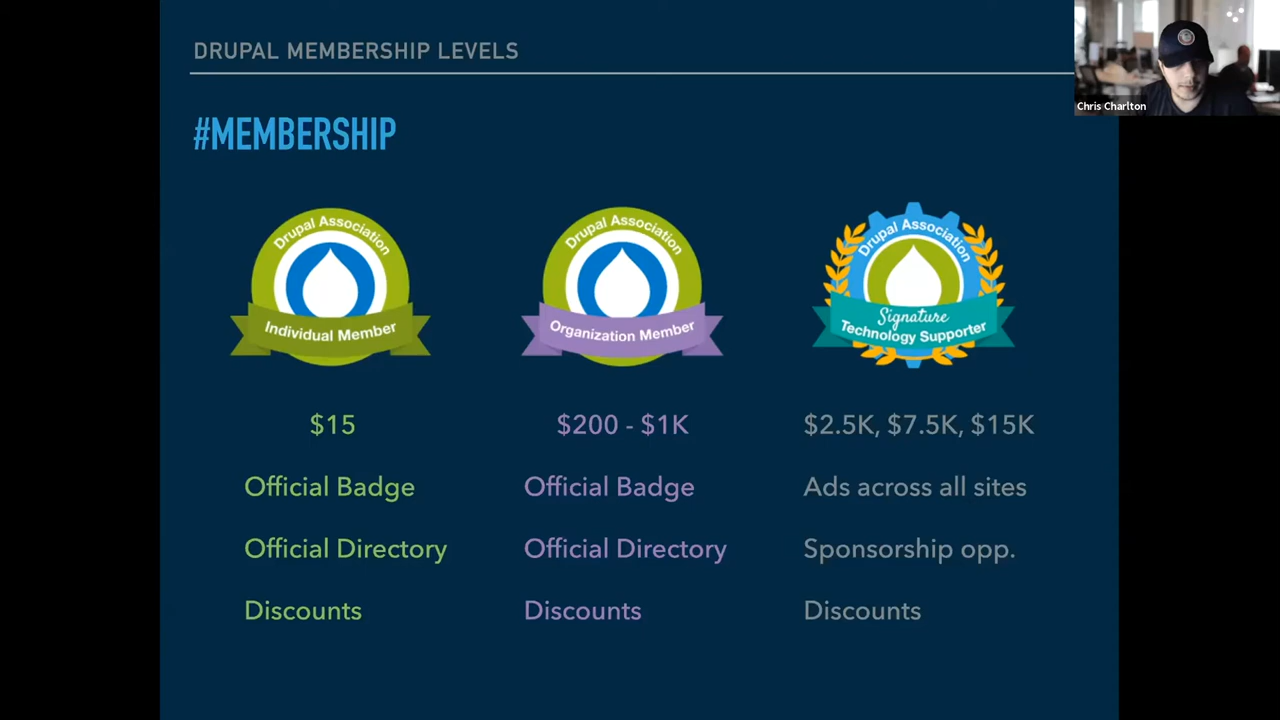 DRUPAL MEMBERSHIP LEVELS
Chris Charlton
#MEMBERSHIP
Drupal Association
Individual Member
Drupal Association
Organization Member
Drupal Association
Signature
Technology Supporter
$15
$200 - $1K
$2.5K, $7.5K, $15K
Official Badge
Official Badge
Ads across all sites
Official Directory
Official Directory
Sponsorship opp.
Discounts
Discounts
Discounts